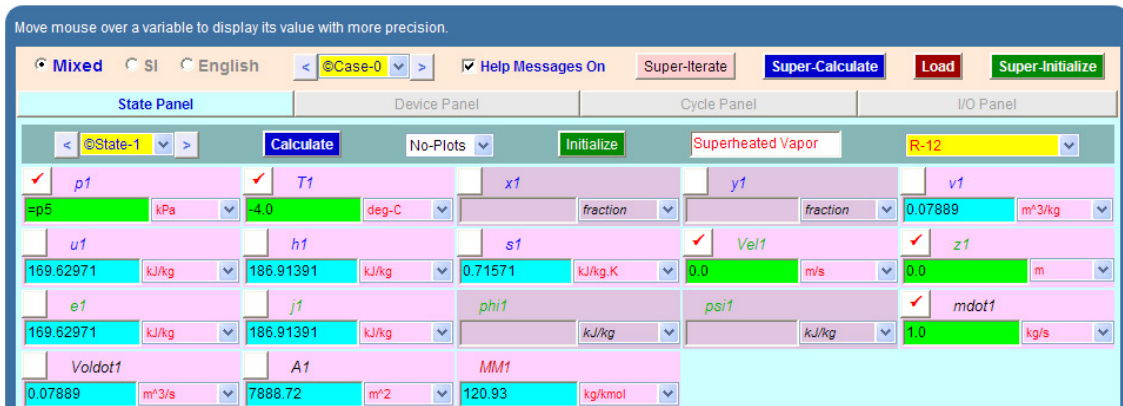 Move mouse over a variable to display its value with more precision.
Mixed SI English < ©Case-0 > Help Messages On Super-Iterate Super-Calculate Load Super-Initialize
State Panel Device Panel Cycle Panel I/O Panel
< ©State-1 > Calculate No-Plots Initialize Superheated Vapor R-12
p1 T1 x1 y1 v1
=p5 kPa -4.0 deg-C fraction fraction 0.07889 m^3/kg
u1 h1 s1 Vel1 z1
169.62971 kJ/kg 186.91391 kJ/kg 0.71571 kJ/kg.K 0.0 m/s 0.0 m
e1 j1 phi1 psi1 mdot1
169.62971 kJ/kg 186.91391 kJ/kg kJ/kg kJ/kg 1.0 kg/s
Voldot1 A1 MM1
0.07889 m^3/s 7888.72 m^2 120.93 kg/kmol